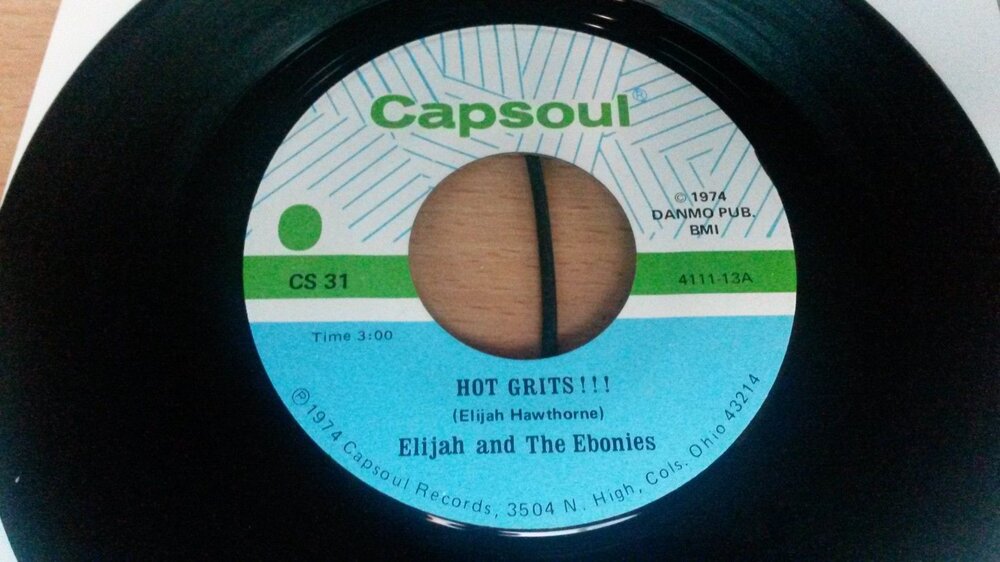 Capsoul®
© 1974
DANMO PUB.
BMI
CS 31
4111-13A
Time 3:00
HOT GRITS!!!
(Elijah Hawthorne)
Elijah and The Ebonies
℗ 1974 Capsoul Records, 3504 N. High, Cols. Ohio 43214